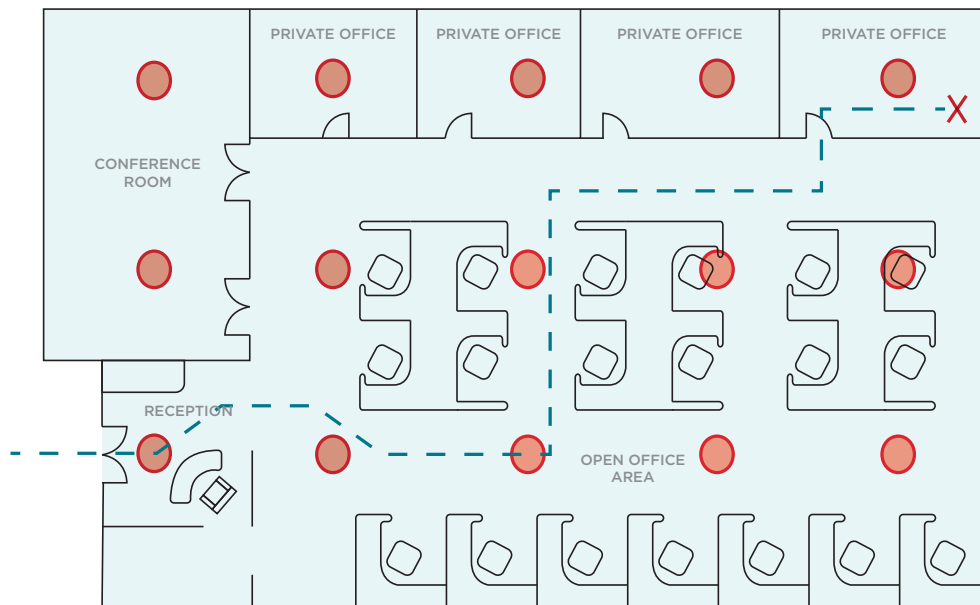 PRIVATE OFFICE
PRIVATE OFFICE
PRIVATE OFFICE
PRIVATE OFFICE
CONFERENCE
ROOM
RECEPTION
OPEN OFFICE
AREA